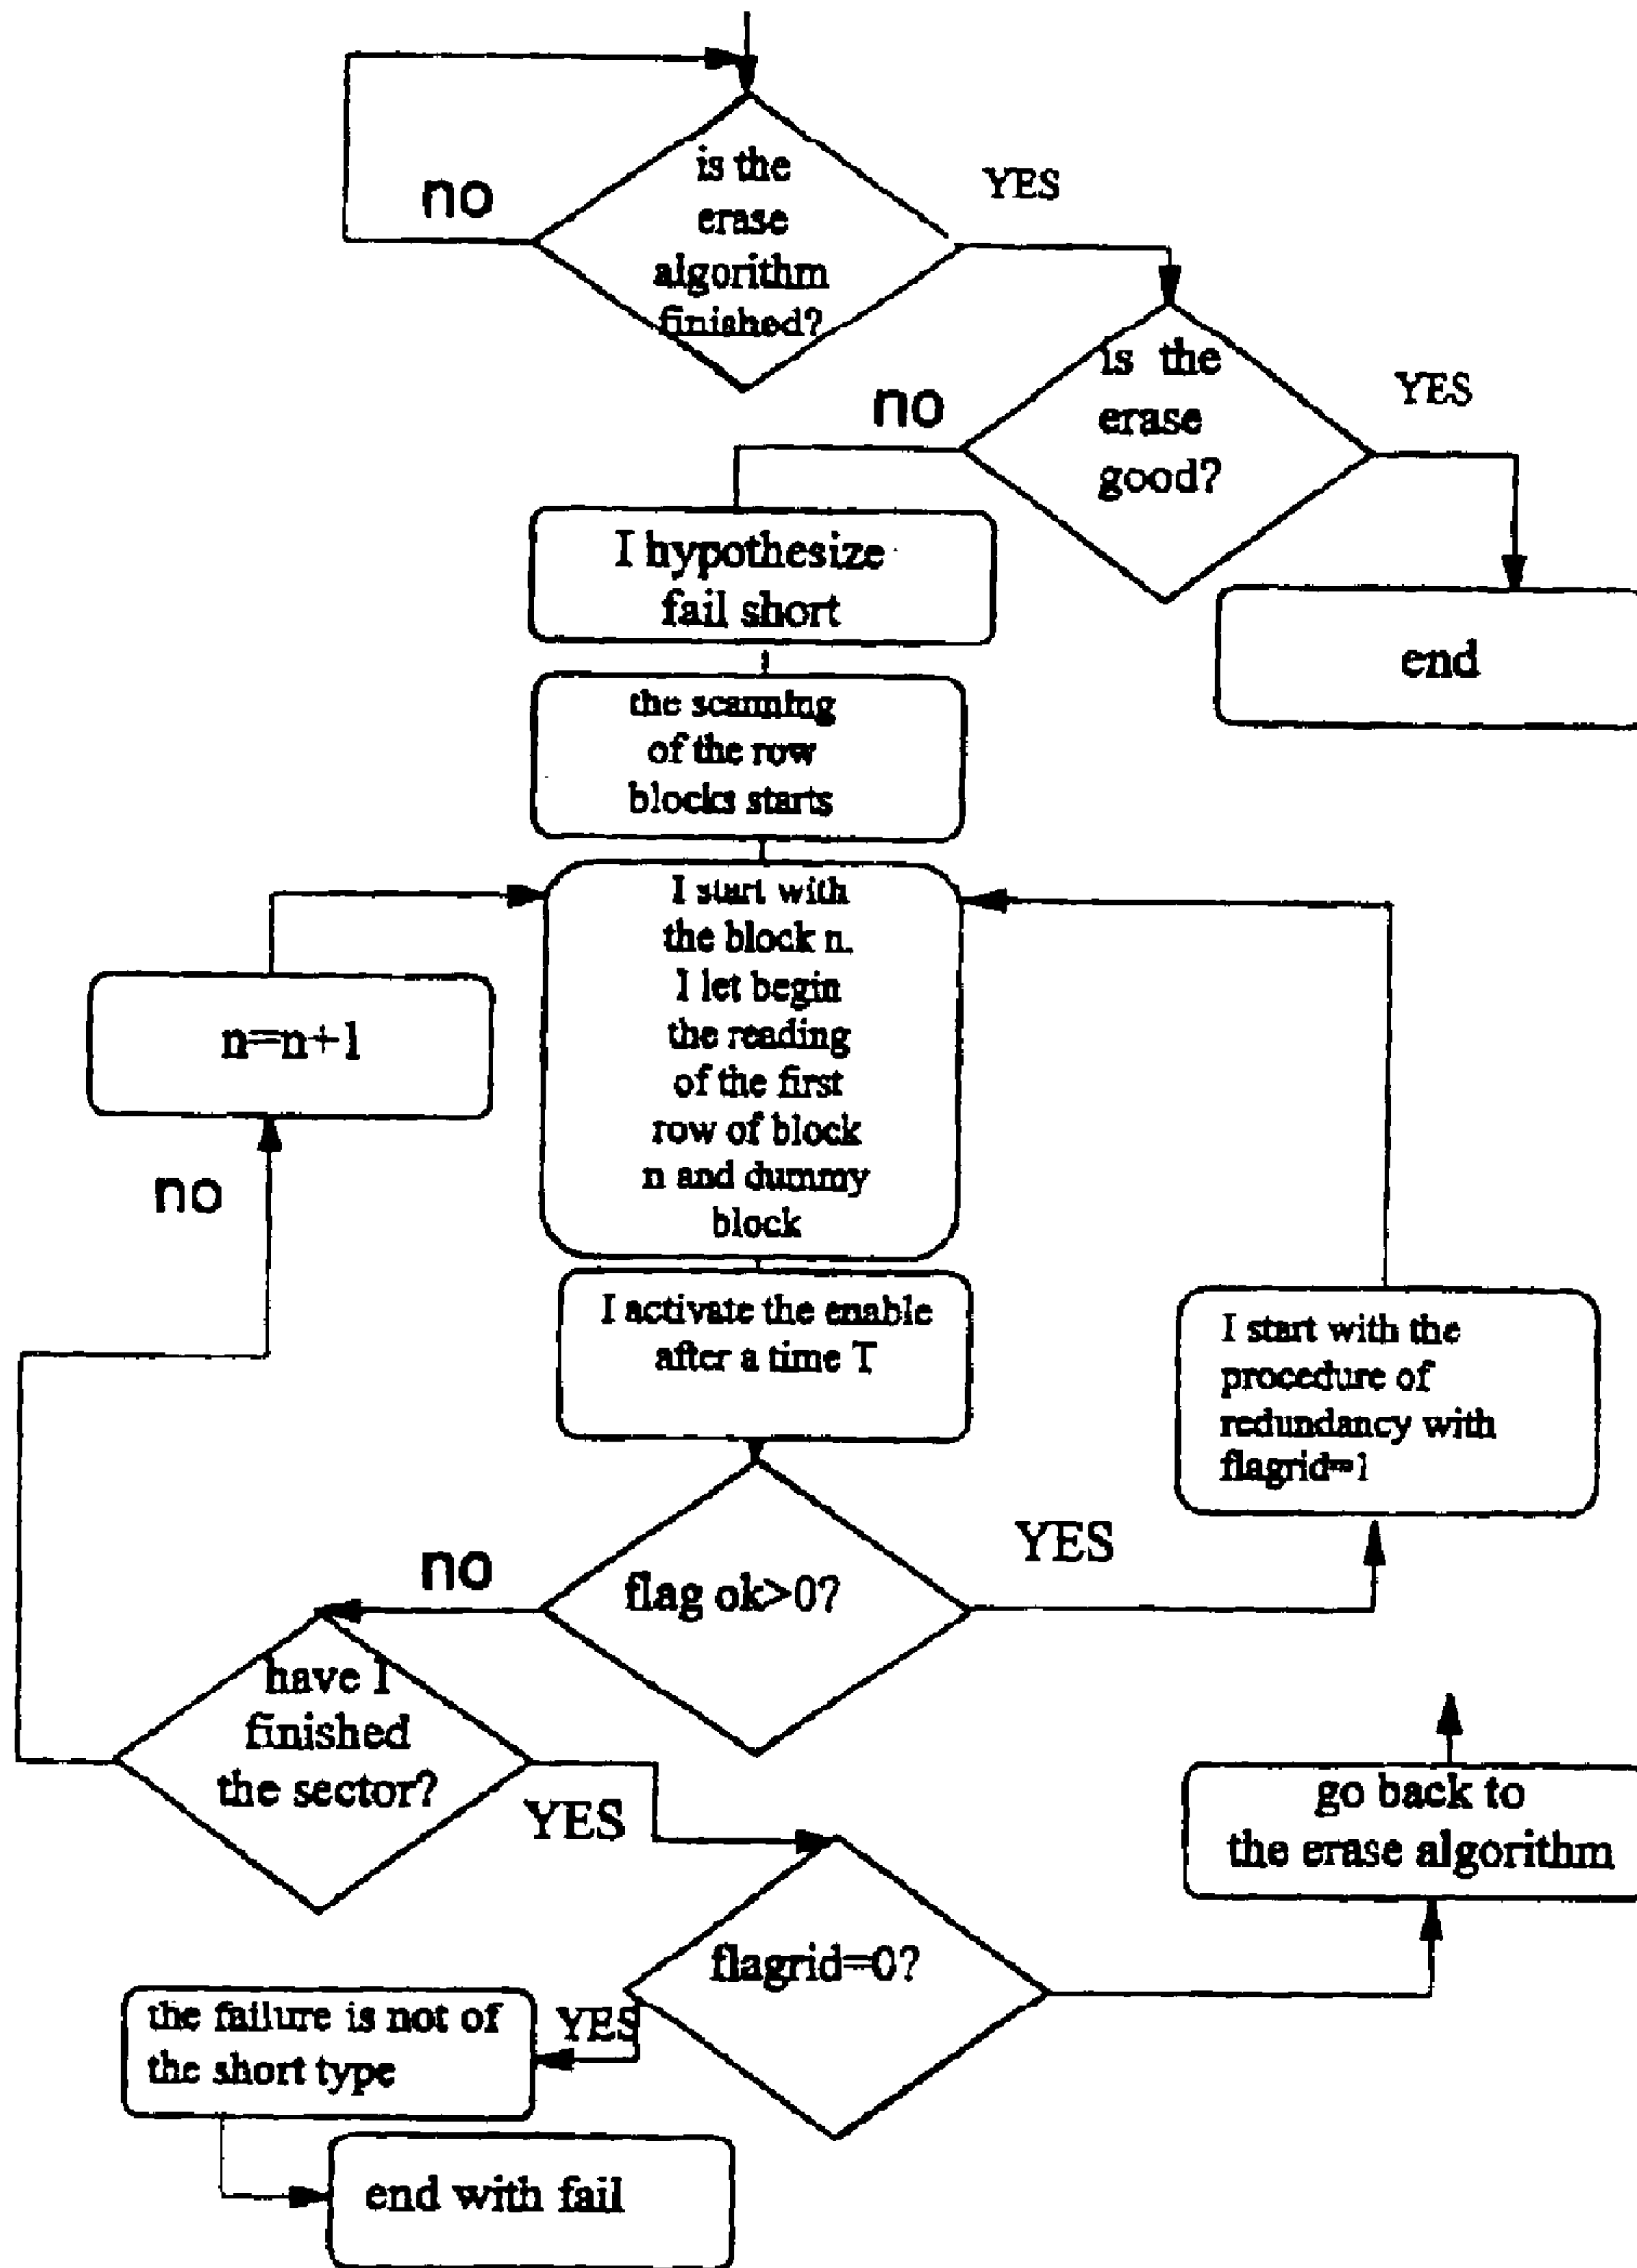 is the
erase
algorithm
finished?
no
YES
is the
erase
good?
no
YES
I hypothesize
fail short
end
the scanning
of the row
blocks starts
I start with
the block n.
I let begin
the reading
of the first
row of block
n and dummy
block
n=n+1
no
I activate the enable
after a time T
I start with the
procedure of
redundancy with
flagrid=1
flag ok>0?
no
YES
have I
finished
the sector?
YES
go back to
the erase algorithm
flagrid=0?
YES
the failure is not of
the short type
end with fail